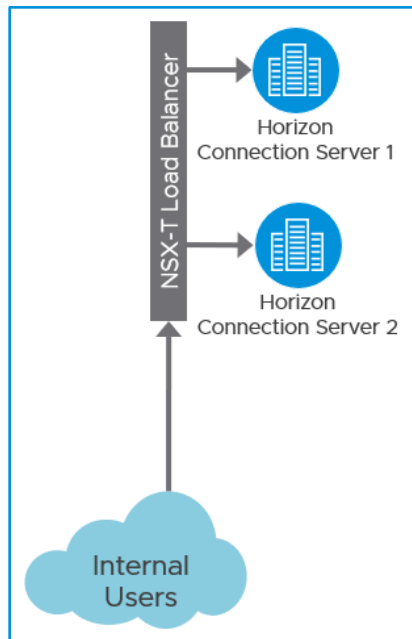 NSX-T Load Balancer
Horizon
Connection Server 1
Horizon
Connection Server 2
Internal
Users